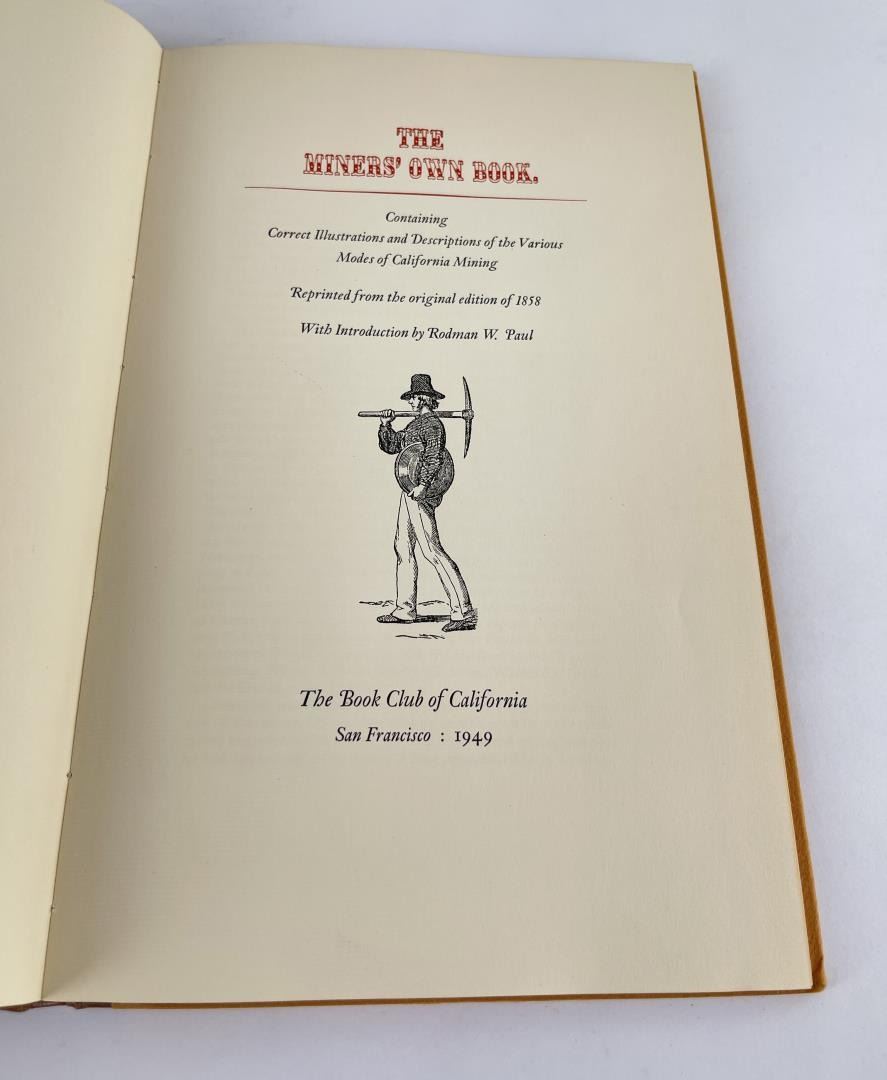 THE
MINERS' OWN BOOK.
Containing
Correct Illustrations and Descriptions of the Various
Modes of California Mining
Reprinted from the original edition of 1858
With Introduction by Rodman W. Paul
The Book Club of California
San Francisco : 1949